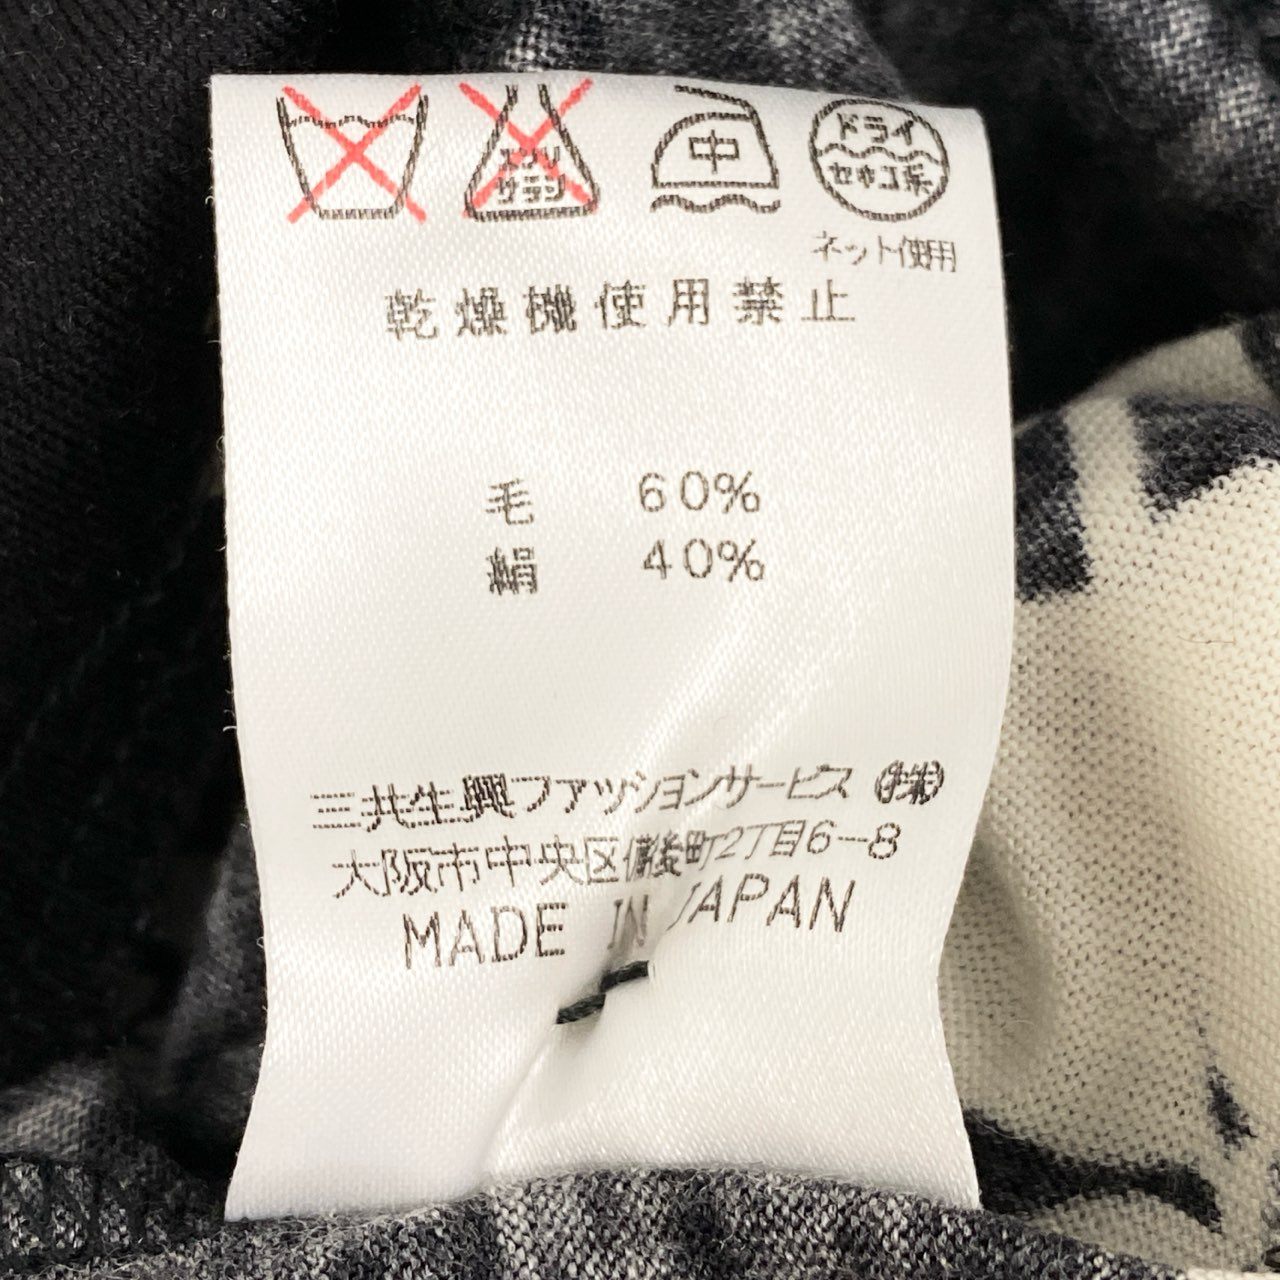 エンソ サラシ 中 ドライ セキユ系
ネット使用
乾燥機使用禁止
毛 60%
絹 40%
三共生興ファッションサービス ㈱
大阪市中央区備後町2丁目6-8
MADE IN JAPAN